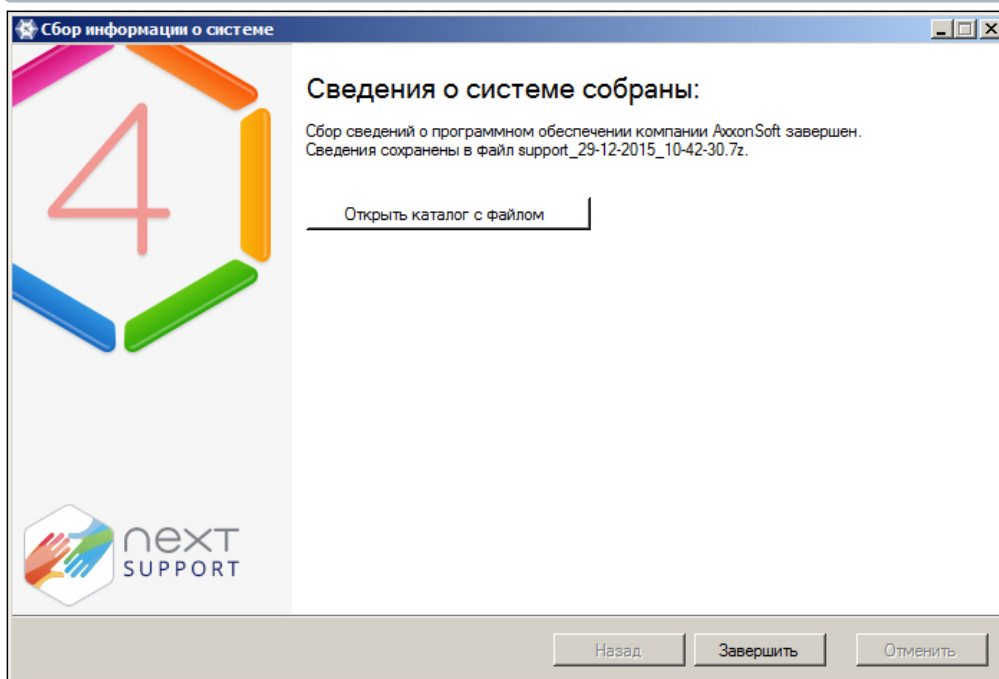 Сбор информации о системе
4
Сведения о системе собраны:
Сбор сведений о программном обеспечении компании AxxonSoft завершен.
Сведения сохранены в файл support_29-12-2015_10-42-30.7z.
Открыть каталог с файлом
next
SUPPORT
Назад
Завершить
Отменить